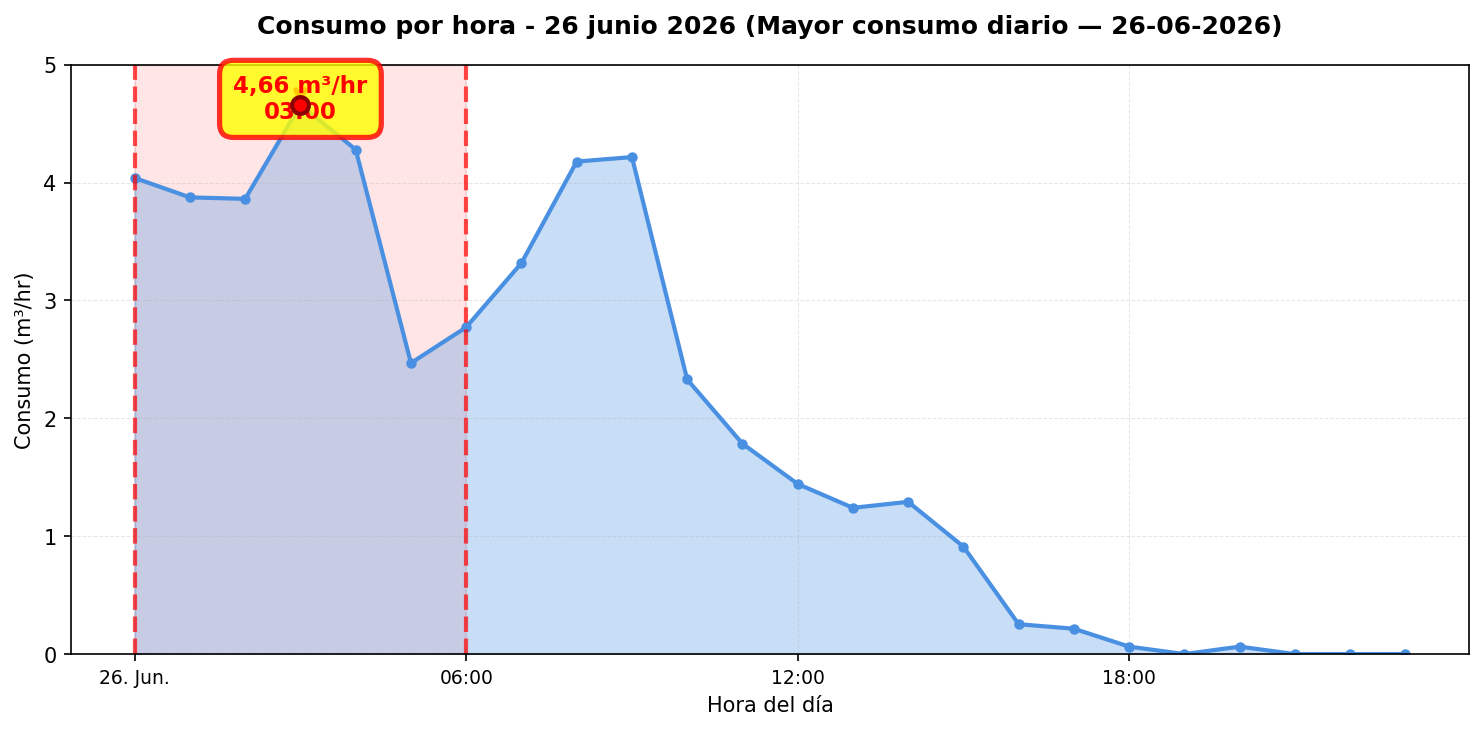 Consumo por hora - 26 junio 2026 (Mayor consumo diario — 26-06-2026)
5
4,66 m³/hr
03:00
4
3
2
1
0
Consumo (m³/hr)
26. Jun.
06:00
12:00
18:00
Hora del día